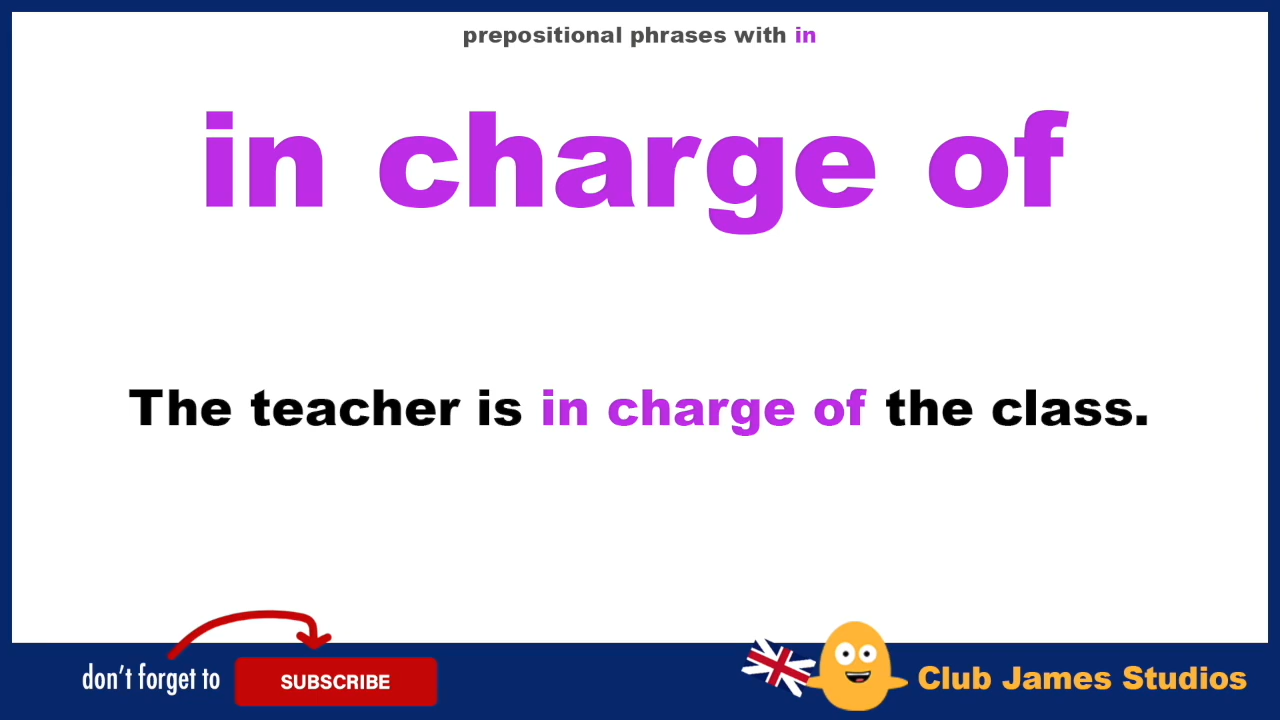 prepositional phrases with in
in charge of
The teacher is in charge of the class.
don't forget to
SUBSCRIBE
Club James Studios